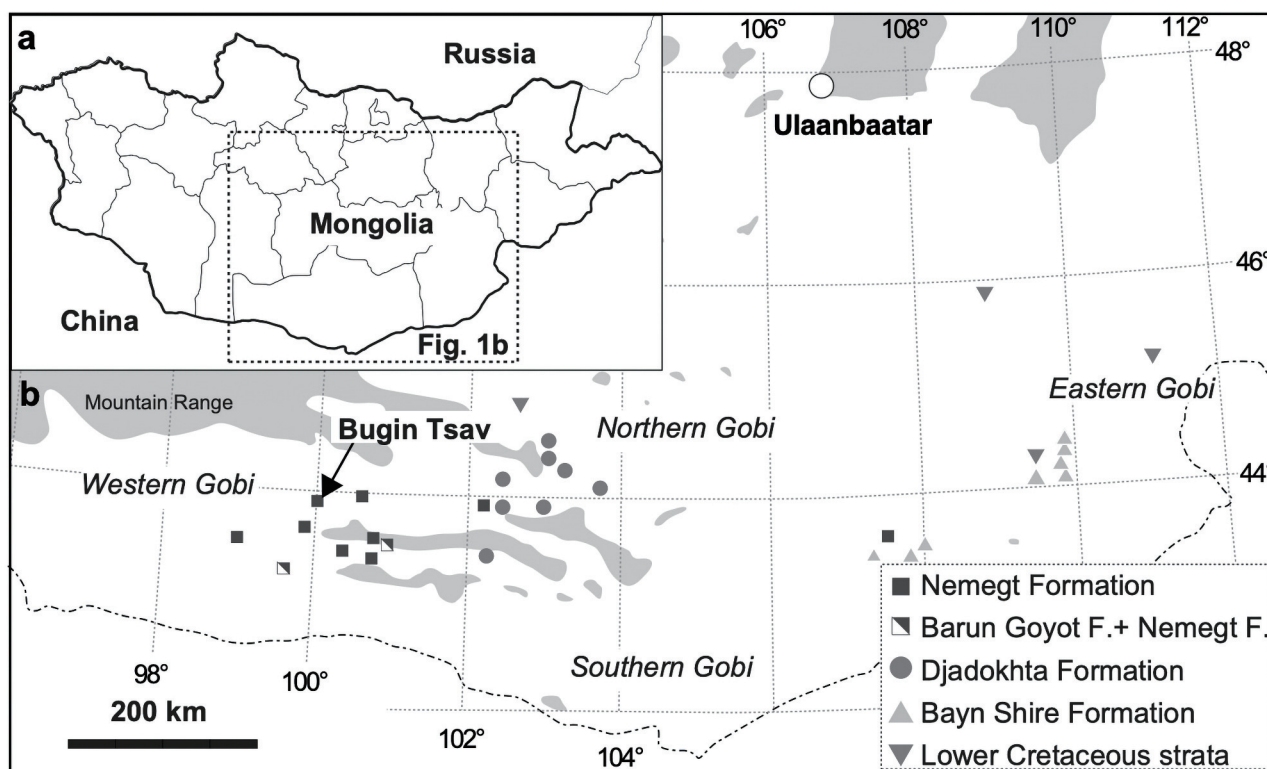 a
Russia
Mongolia
China
Fig. 1b
106°
108°
110°
112°
48°
Ulaanbaatar
46°
b
Mountain Range
Bugin Tsav
Northern Gobi
Eastern Gobi
Western Gobi
44°
Southern Gobi
98°
100°
102°
104°
200 km
Nemegt Formation
Barun Goyot F.+ Nemegt F.
Djadokhta Formation
Bayn Shire Formation
Lower Cretaceous strata